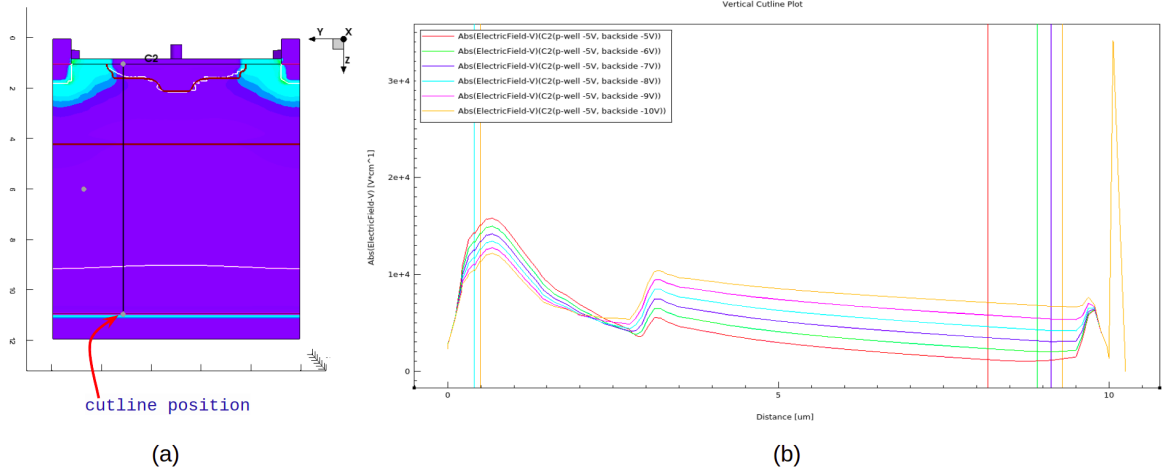 Vertical Cutline Plot
Y
X
Z
C2
0
2
4
6
8
10
12
cutline position
(a)
Abs(ElectricField-V)(C2(p-well -5V, backside -5V))
Abs(ElectricField-V)(C2(p-well -5V, backside -6V))
Abs(ElectricField-V)(C2(p-well -5V, backside -7V))
Abs(ElectricField-V)(C2(p-well -5V, backside -8V))
Abs(ElectricField-V)(C2(p-well -5V, backside -9V))
Abs(ElectricField-V)(C2(p-well -5V, backside -10V))
Abs(ElectricField-V) [V*cm^-1]
3e+4
2e+4
1e+4
0
0
5
10
Distance [um]
(b)